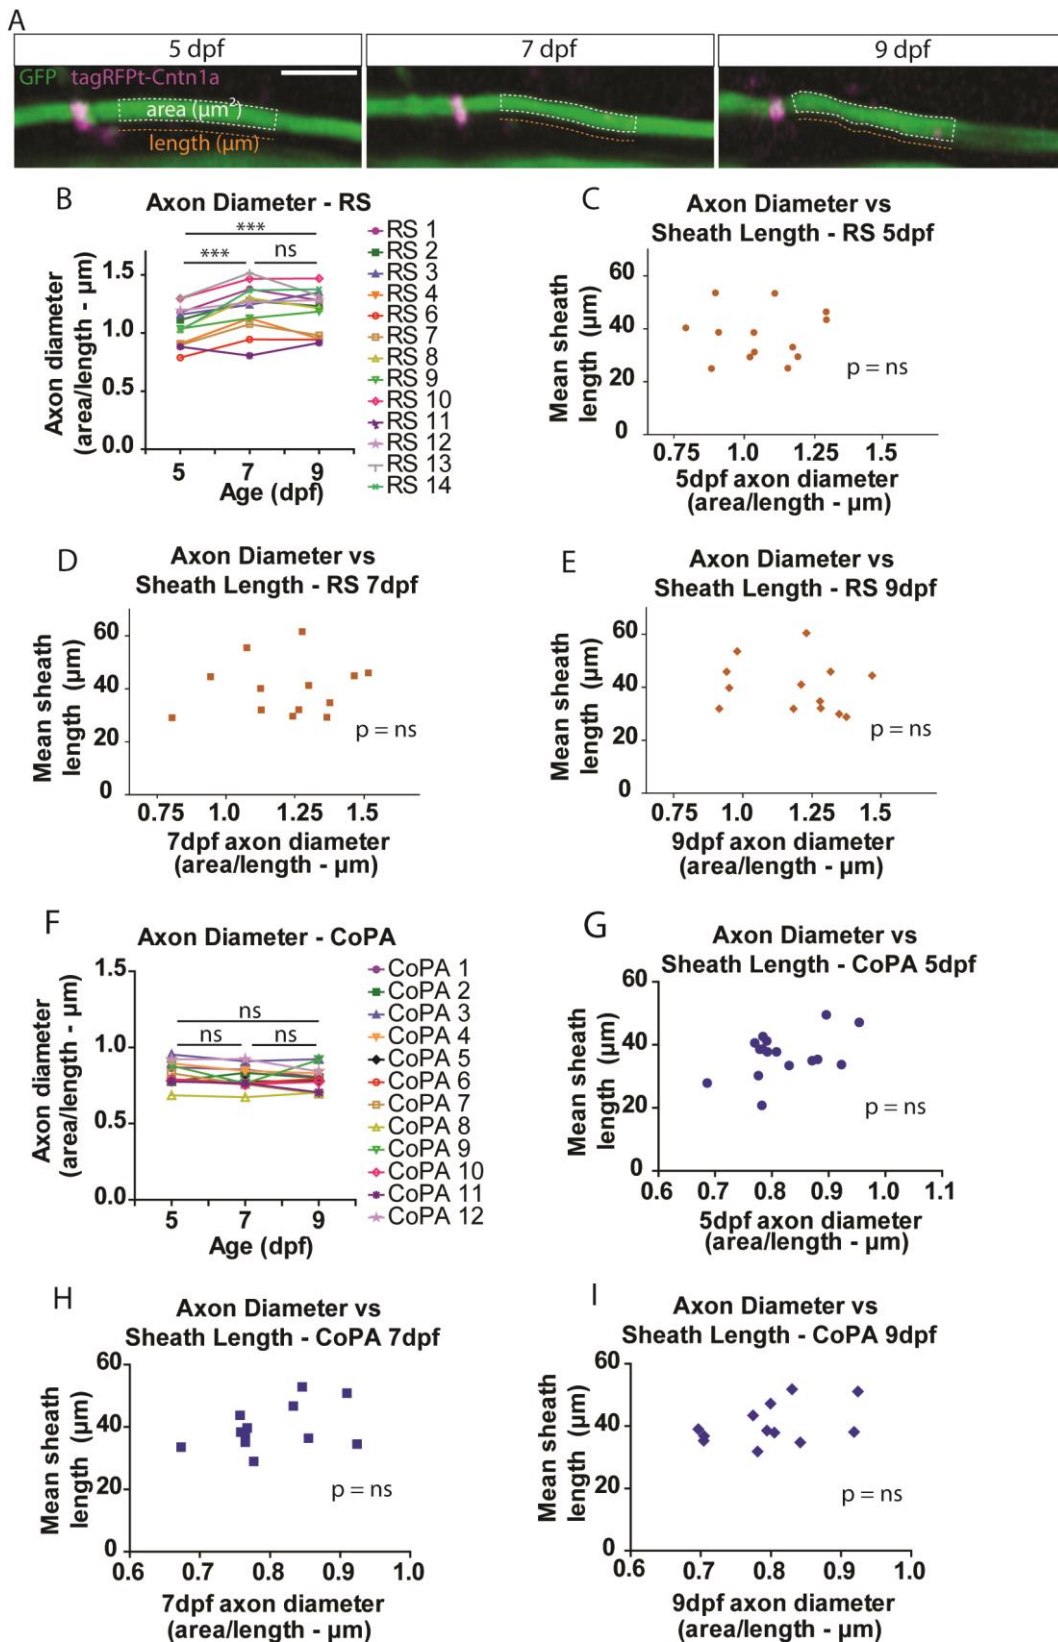 A
5 dpf
7 dpf
9 dpf
GFP tagRFPt-Cntn1a
area (µm²)
length (µm)
B
Axon Diameter - RS
***
***
ns
1.5
1.0
0.5
0.0
5
7
9
Axon diameter
(area/length - µm)
Age (dpf)
RS 1
RS 2
RS 3
RS 4
RS 6
RS 7
RS 8
RS 9
RS 10
RS 11
RS 12
RS 13
RS 14
C
Axon Diameter vs
Sheath Length - RS 5dpf
60
40
20
0
Mean sheath
length (µm)
p = ns
0.75
1.0
1.25
1.5
5dpf axon diameter
(area/length - µm)
D
Axon Diameter vs
Sheath Length - RS 7dpf
60
40
20
0
Mean sheath
length (µm)
p = ns
0.75
1.0
1.25
1.5
7dpf axon diameter
(area/length - µm)
E
Axon Diameter vs
Sheath Length - RS 9dpf
60
40
20
0
Mean sheath
length (µm)
p = ns
0.75
1.0
1.25
1.5
9dpf axon diameter
(area/length - µm)
F
Axon Diameter - CoPA
ns
ns
ns
1.5
1.0
0.5
0.0
5
7
9
Axon diameter
(area/length - µm)
Age (dpf)
CoPA 1
CoPA 2
CoPA 3
CoPA 4
CoPA 5
CoPA 6
CoPA 7
CoPA 8
CoPA 9
CoPA 10
CoPA 11
CoPA 12
G
Axon Diameter vs
Sheath Length - CoPA 5dpf
60
40
20
0
Mean sheath
length (µm)
p = ns
0.6
0.7
0.8
0.9
1.0
1.1
5dpf axon diameter
(area/length - µm)
H
Axon Diameter vs
Sheath Length - CoPA 7dpf
60
40
20
0
Mean sheath
length (µm)
p = ns
0.6
0.7
0.8
0.9
1.0
7dpf axon diameter
(area/length - µm)
I
Axon Diameter vs
Sheath Length - CoPA 9dpf
60
40
20
0
Mean sheath
length (µm)
p = ns
0.6
0.7
0.8
0.9
1.0
9dpf axon diameter
(area/length - µm)